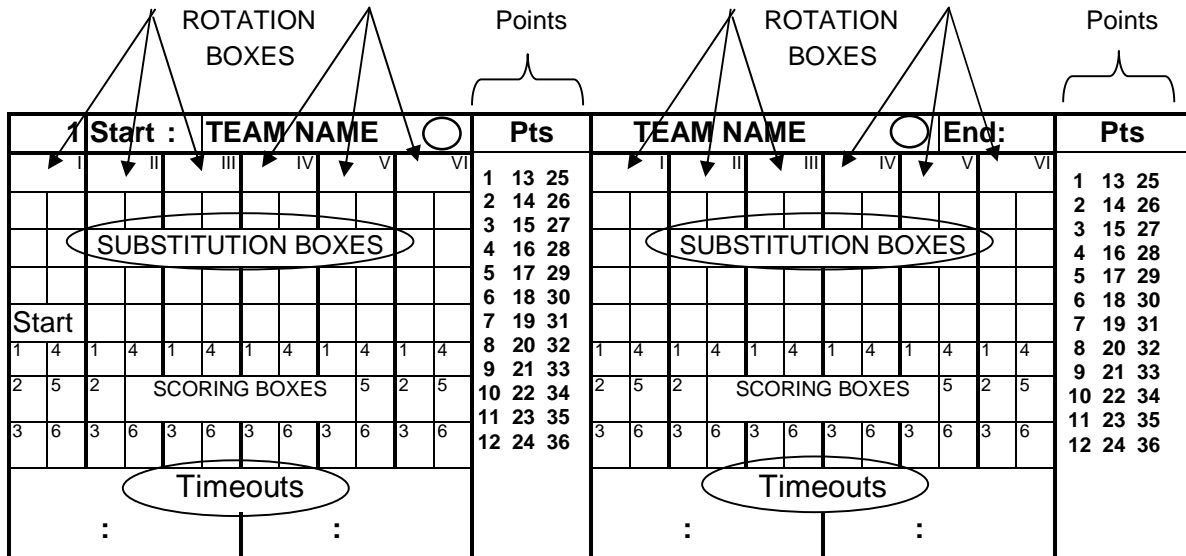 ROTATION BOXES Points ROTATION BOXES Points
1 Start : TEAM NAME Pts TEAM NAME End: Pts
I II III IV V VI I II III IV V VI
SUBSTITUTION BOXES SUBSTITUTION BOXES
Start
1 4 1 4 1 4 1 4 1 4 1 4 1 4 1 4 1 4 1 4 1 4 1 4
2 5 2 SCORING BOXES 5 2 5 2 5 2 SCORING BOXES 5 2 5
3 6 3 6 3 6 3 6 3 6 3 6 3 6 3 6 3 6 3 6 3 6 3 6
Timeouts Timeouts
: : : :
1 13 25
2 14 26
3 15 27
4 16 28
5 17 29
6 18 30
7 19 31
8 20 32
9 21 33
10 22 34
11 23 35
12 24 36
1 13 25
2 14 26
3 15 27
4 16 28
5 17 29
6 18 30
7 19 31
8 20 32
9 21 33
10 22 34
11 23 35
12 24 36